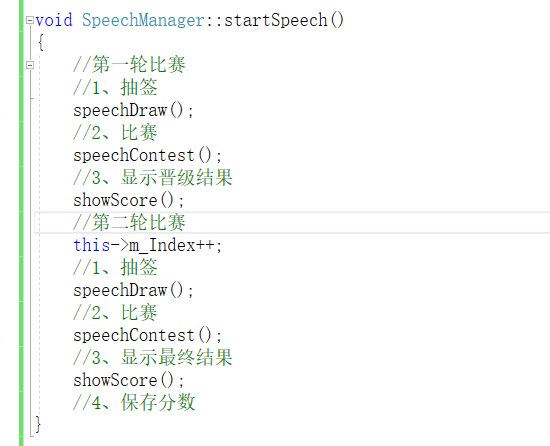 void SpeechManager::startSpeech()
{
//第一轮比赛
//1、抽签
speechDraw();
//2、比赛
speechContest();
//3、显示晋级结果
showScore();
//第二轮比赛
this->m_Index++;
//1、抽签
speechDraw();
//2、比赛
speechContest();
//3、显示最终结果
showScore();
//4、保存分数
}